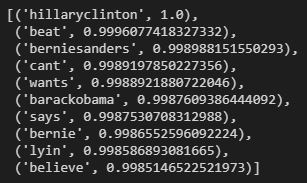 [('hillaryclinton', 1.0),
('beat', 0.9996077418327332),
('berniesanders', 0.998988151550293),
('cant', 0.9989197850227356),
('wants', 0.9988921880722046),
('barackobama', 0.9987609386444092),
('says', 0.9987530708312988),
('bernie', 0.9986552596092224),
('lyin', 0.998586893081665),
('believe', 0.9985146522521973)]